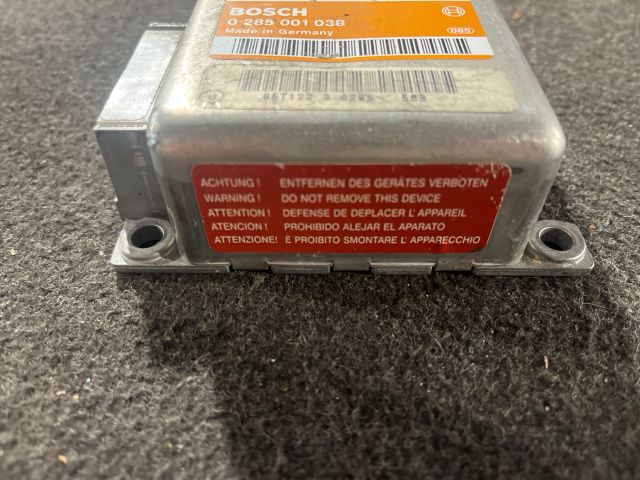 BOSCH
0 285 001 038
Made in Germany
085
ACHTUNG! ENTFERNEN DES GERÄTES VERBOTEN
WARNING! DO NOT REMOVE THIS DEVICE
ATTENTION! DEFENSE DE DEPLACER L'APPAREIL
ATENCION! PROHIBIDO ALEJAR EL APARATO
ATTENZIONE! È PROIBITO SMONTARE L'APPARECCHIO